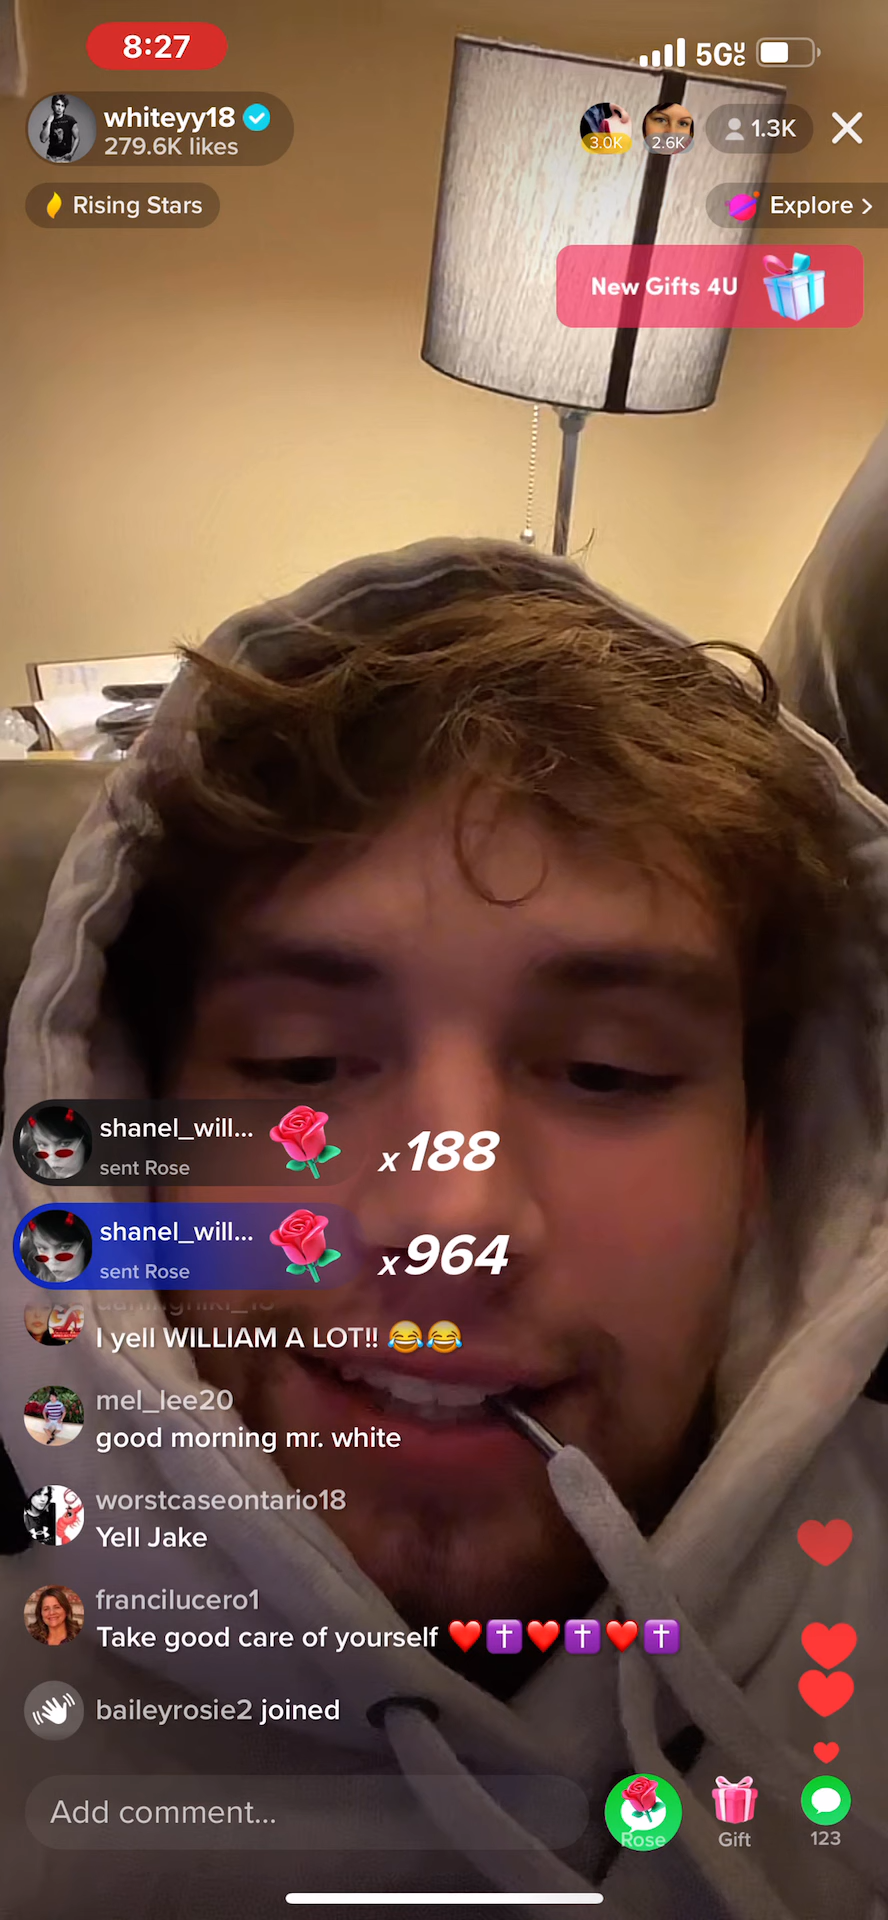 8:27
5G
whiteyy18
279.6K likes
3.0K
2.6K
1.3K
Rising Stars
Explore >
New Gifts 4U
shanel_will...
sent Rose
x188
shanel_will...
sent Rose
x964
I yell WILLIAM A LOT!! 😂😂
mel_lee20
good morning mr. white
worstcaseontario18
Yell Jake
francilucero1
Take good care of yourself ❤️✝️❤️✝️❤️✝️
baileyrosie2 joined
Add comment...
Rose
Gift
123